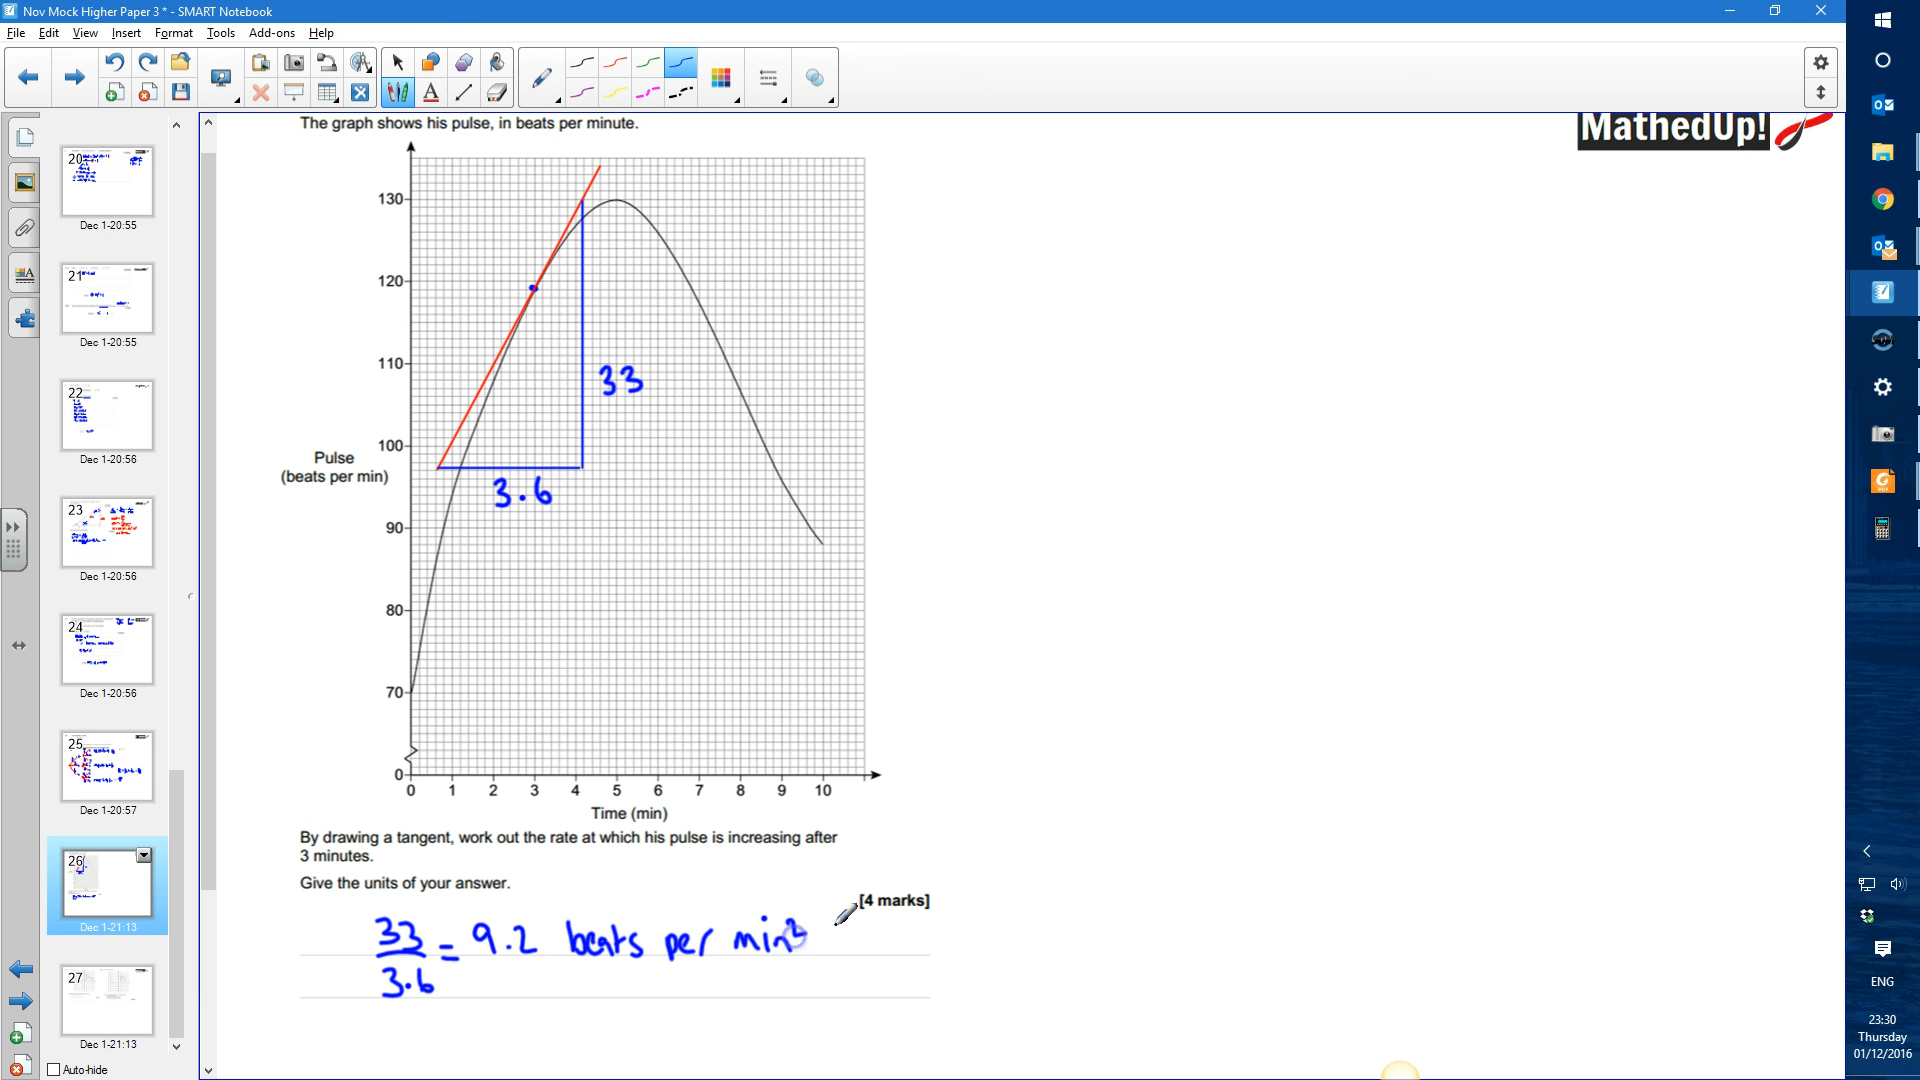 Nov Mock Higher Paper 3 * - SMART Notebook
File Edit View Insert Format Tools Add-ons Help
The graph shows his pulse, in beats per minute.
MathedUp!
20
Dec 1-20:55
21
Dec 1-20:55
22
Dec 1-20:56
23
Dec 1-20:56
24
Dec 1-20:56
25
Dec 1-20:57
26
Dec 1-21:13
27
Dec 1-21:13
Auto-hide
130
120
110
100
90
80
70
0
Pulse
(beats per min)
33
3.6
0 1 2 3 4 5 6 7 8 9 10
Time (min)
By drawing a tangent, work out the rate at which his pulse is increasing after
3 minutes.
Give the units of your answer.
[4 marks]
33/3.6 = 9.2 beats per min²
ENG
23:30
Thursday
01/12/2016